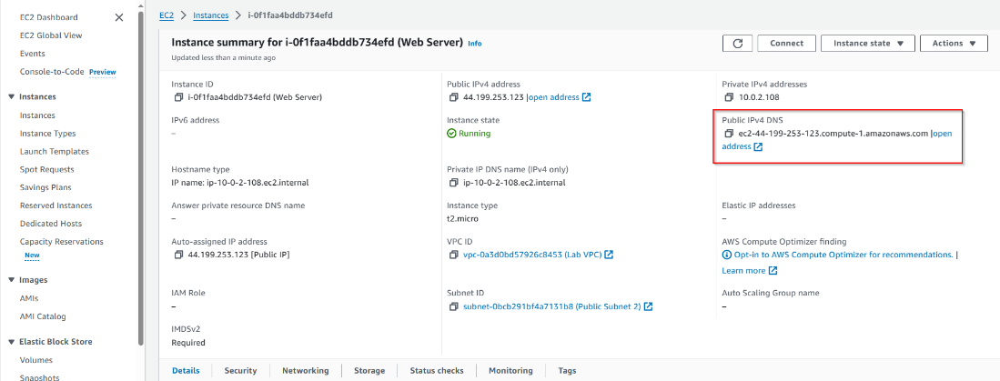 EC2 Dashboard
EC2 Global View
Events
Console-to-Code Preview
Instances
Instances
Instance Types
Launch Templates
Spot Requests
Savings Plans
Reserved Instances
Dedicated Hosts
Capacity Reservations
New
Images
AMIs
AMI Catalog
Elastic Block Store
Volumes
Snapshots
EC2 > Instances > i-0f1faa4bddb734efd
Instance summary for i-0f1faa4bddb734efd (Web Server) Info
Updated less than a minute ago
Connect
Instance state
Actions
Instance ID
i-0f1faa4bddb734efd (Web Server)
Public IPv4 address
44.199.253.123 |open address
Private IPv4 addresses
10.0.2.108
IPv6 address
–
Instance state
Running
Public IPv4 DNS
ec2-44-199-253-123.compute-1.amazonaws.com |open
address
Hostname type
IP name: ip-10-0-2-108.ec2.internal
Private IP DNS name (IPv4 only)
ip-10-0-2-108.ec2.internal
Answer private resource DNS name
–
Instance type
t2.micro
Elastic IP addresses
–
Auto-assigned IP address
44.199.253.123 [Public IP]
VPC ID
vpc-0a3d0bd57926c8453 (Lab VPC)
AWS Compute Optimizer finding
Opt-in to AWS Compute Optimizer for recommendations. |
Learn more
IAM Role
–
Subnet ID
subnet-0bcb291bf4a7131b8 (Public Subnet 2)
Auto Scaling Group name
–
IMDSv2
Required
Details
Security
Networking
Storage
Status checks
Monitoring
Tags